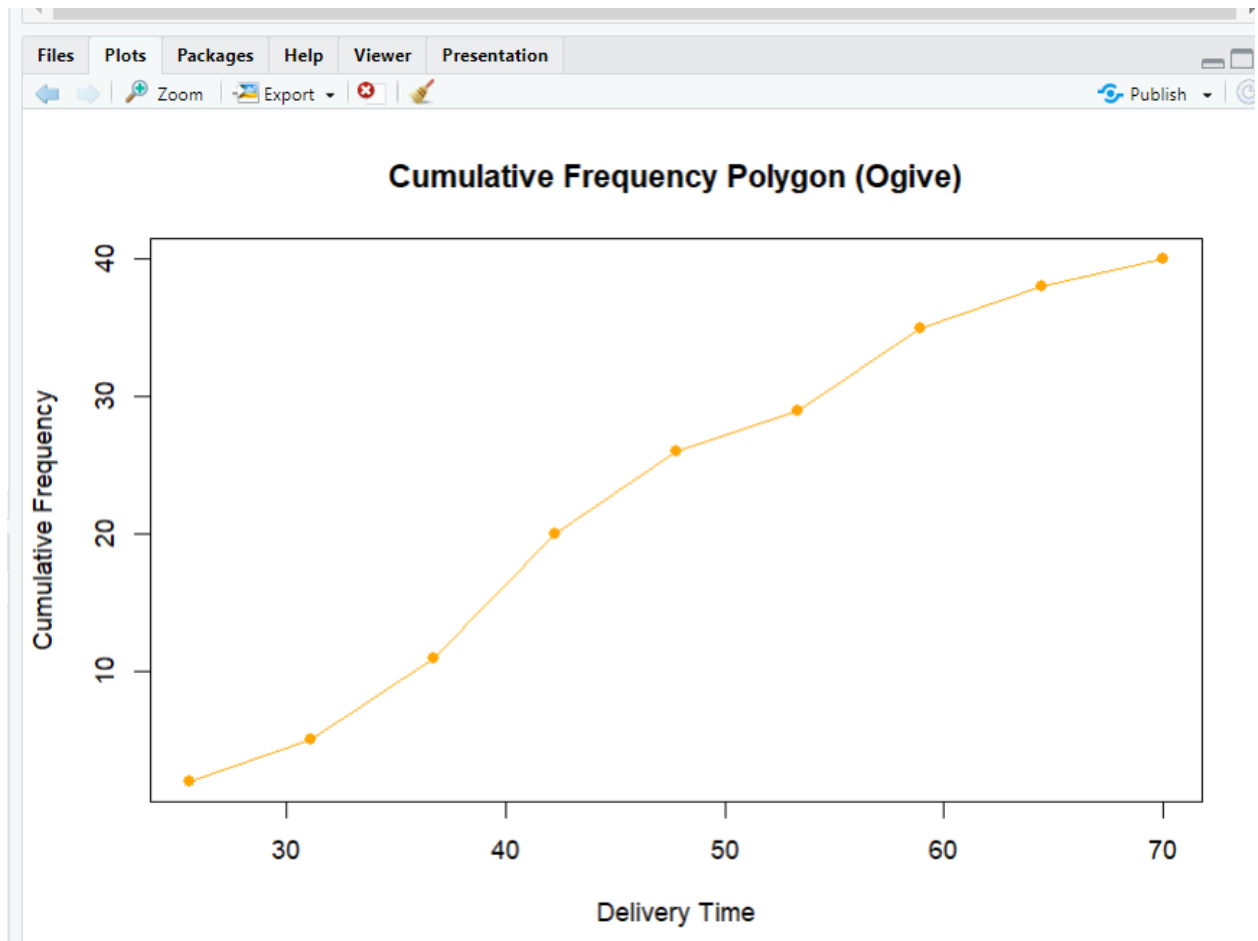 Files Plots Packages Help Viewer Presentation
Zoom Export Publish
Cumulative Frequency Polygon (Ogive)
Cumulative Frequency
40
30
20
10
30 40 50 60 70
Delivery Time